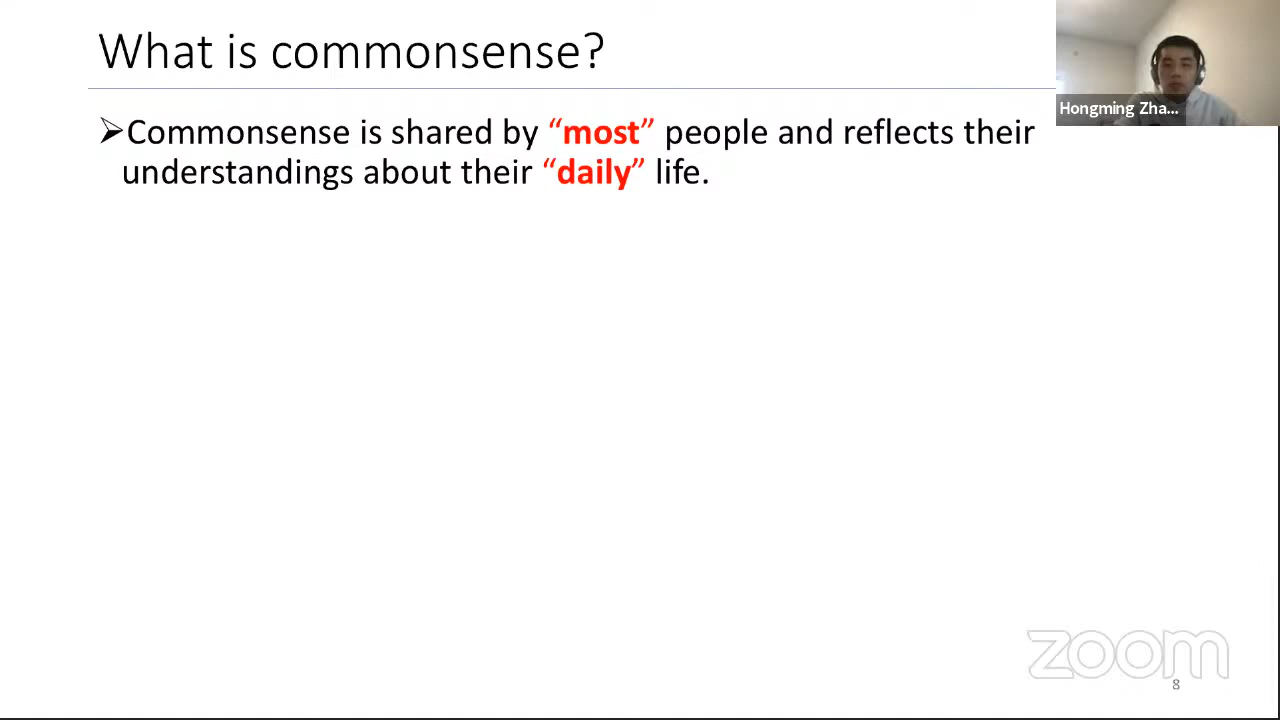 What is commonsense?
Hongming Zha...
➢Commonsense is shared by “most” people and reflects their
understandings about their “daily” life.
zoom
8